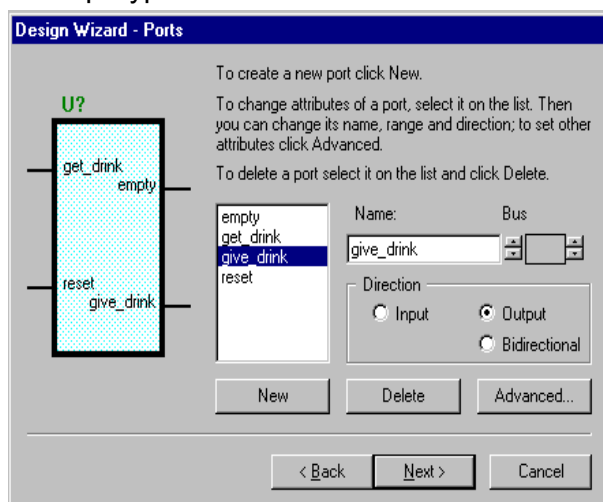 Design Wizard - Ports
To create a new port click New.
U?
To change attributes of a port, select it on the list. Then
you can change its name, range and direction; to set other
attributes click Advanced.
To delete a port select it on the list and click Delete.
get_drink
empty
reset
give_drink
empty
get_drink
give_drink
reset
Name:
Bus
give_drink
Direction
Input
Output
Bidirectional
New
Delete
Advanced...
< Back
Next >
Cancel